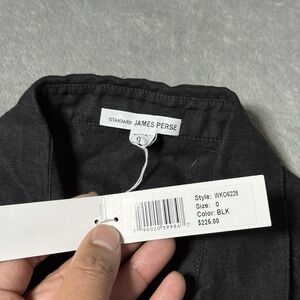 STANDARD JAMES PERSE
0
Style: WKO6228
Size: 0
Color: BLK
$225.00